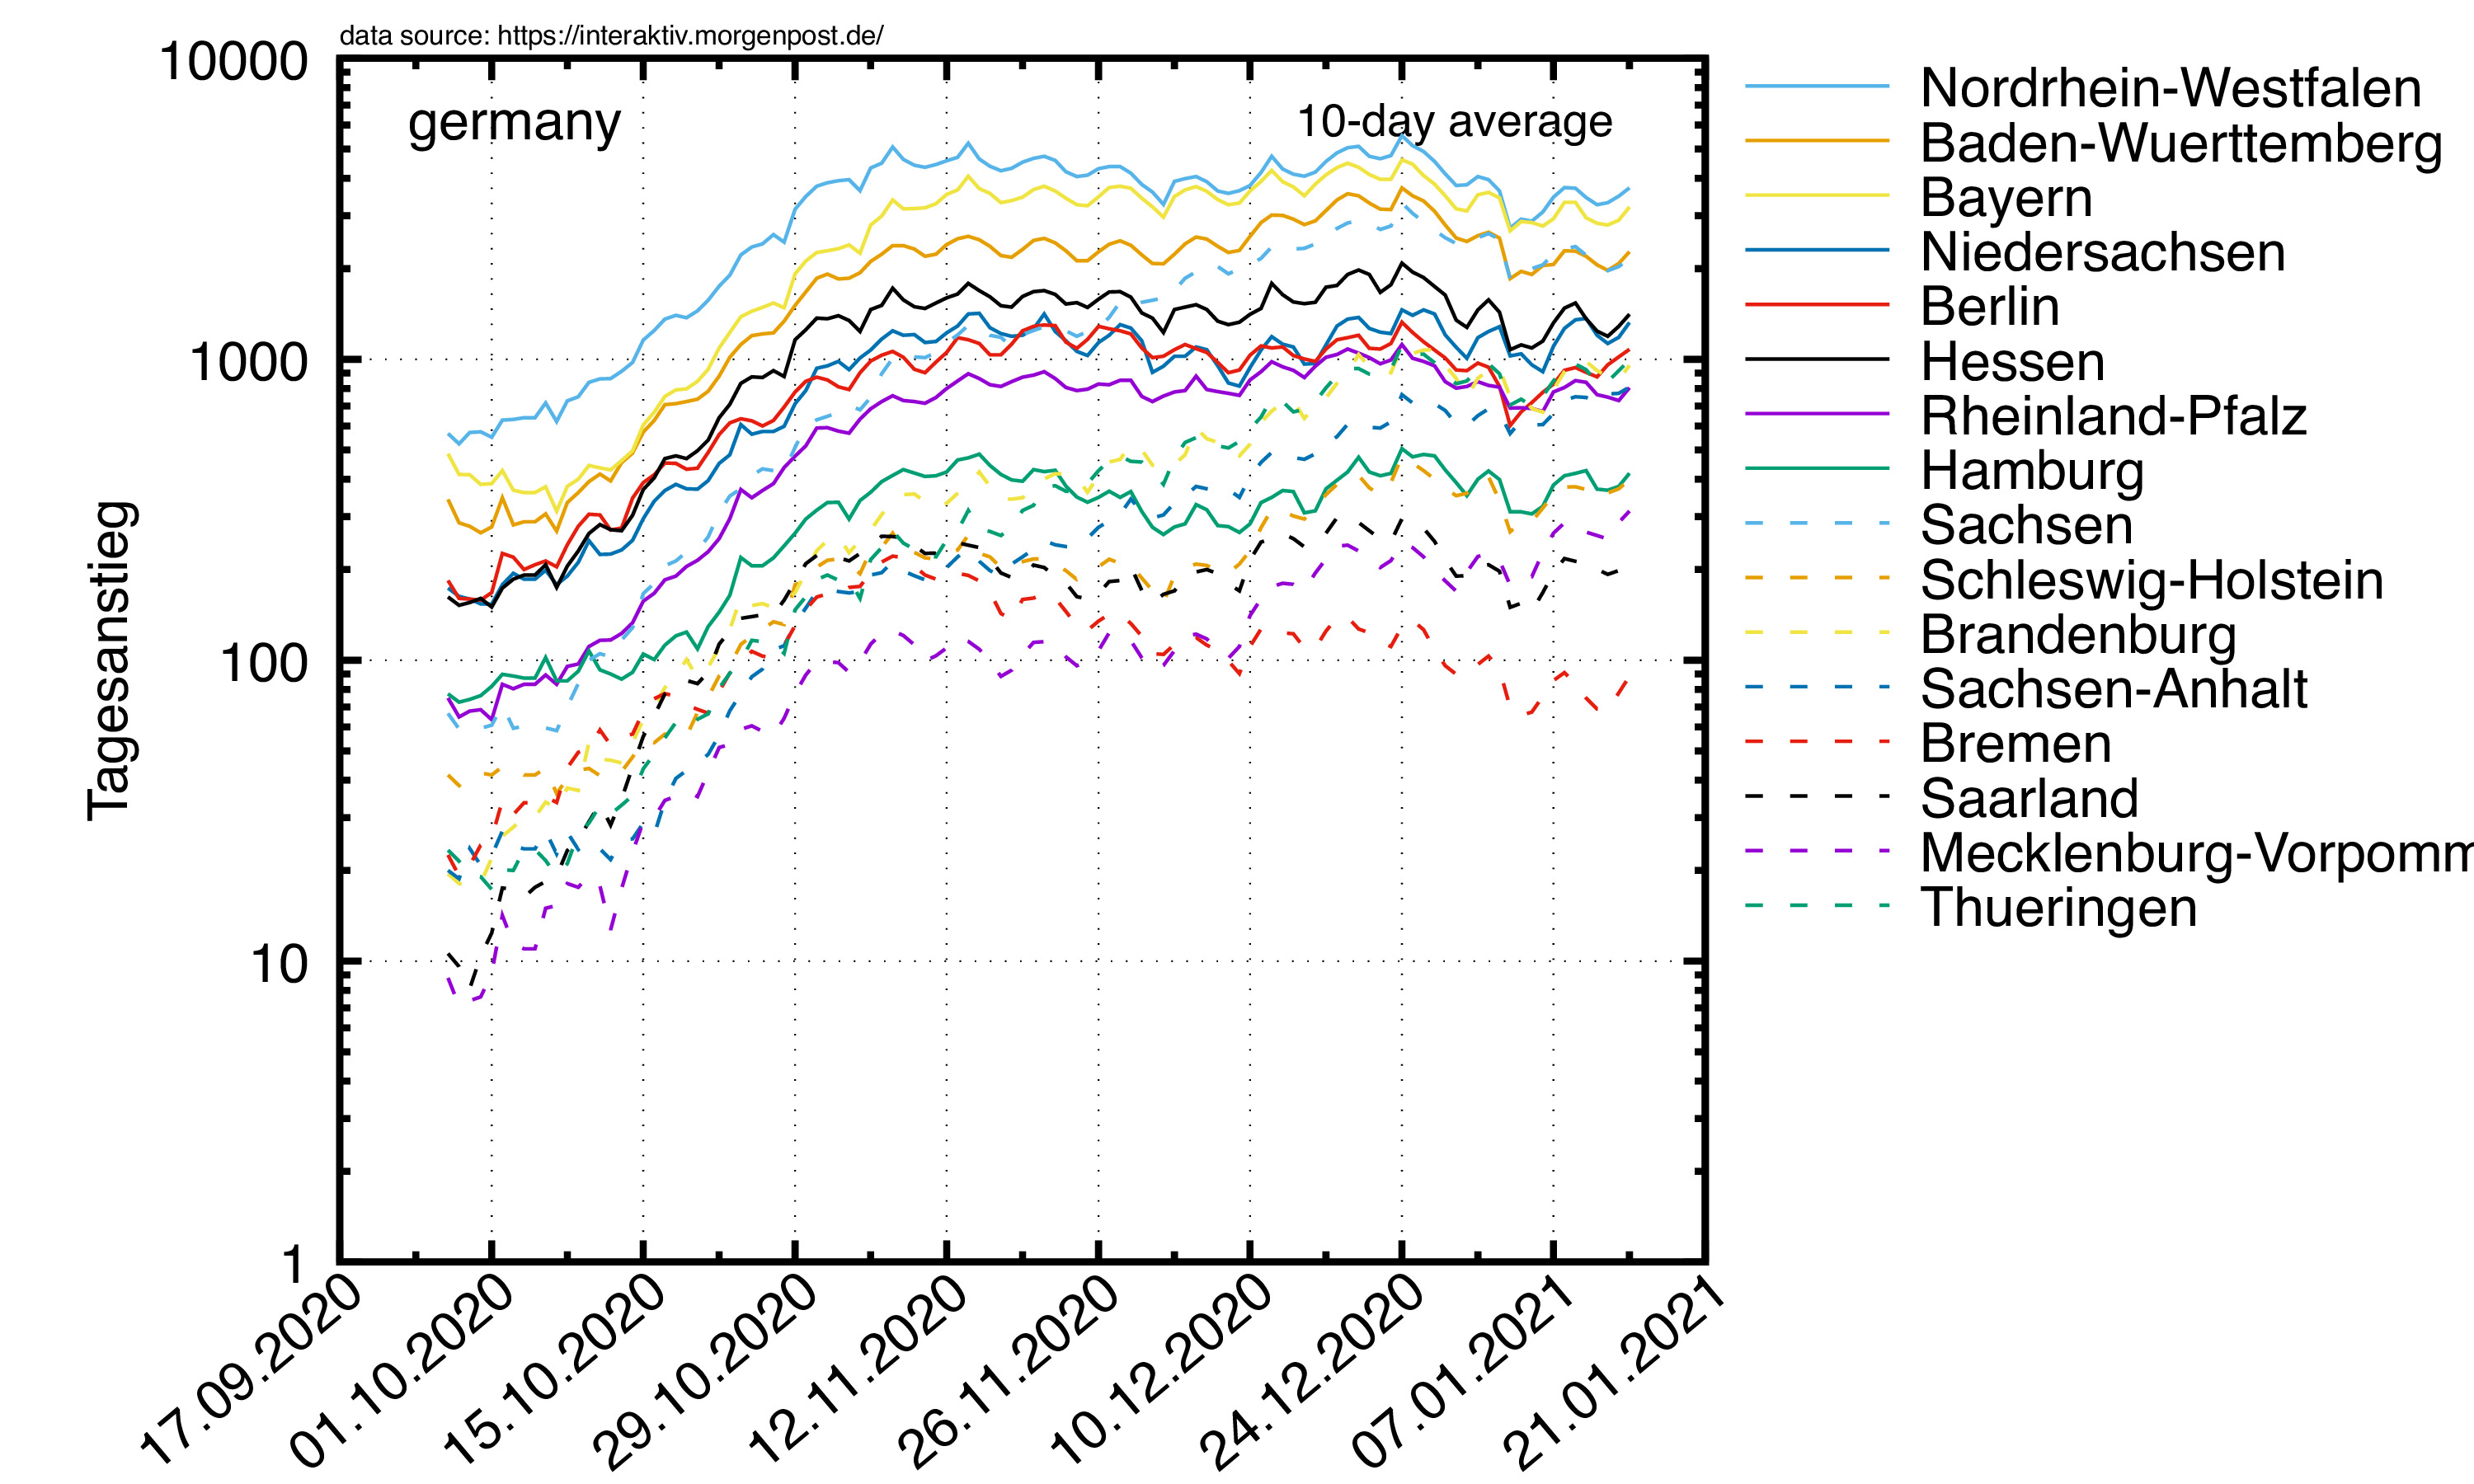 data source: https://interaktiv.morgenpost.de/
10000
1000
100
10
1
Tagesanstieg
germany
10-day average
17.09.2020
01.10.2020
15.10.2020
29.10.2020
12.11.2020
26.11.2020
10.12.2020
24.12.2020
07.01.2021
21.01.2021
Nordrhein-Westfalen
Baden-Wuerttemberg
Bayern
Niedersachsen
Berlin
Hessen
Rheinland-Pfalz
Hamburg
Sachsen
Schleswig-Holstein
Brandenburg
Sachsen-Anhalt
Bremen
Saarland
Mecklenburg-Vorpomm
Thueringen